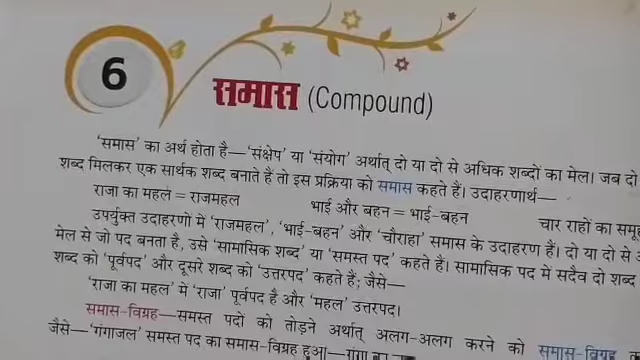 6
समास (Compound)
'समास' का अर्थ होता है—'संक्षेप' या 'संयोग' अर्थात् दो या दो से अधिक शब्दों का मेल। जब दो
शब्द मिलकर एक सार्थक शब्द बनाते हैं तो इस प्रक्रिया को समास कहते हैं। उदाहरणार्थ—
राजा का महल = राजमहल भाई और बहन = भाई-बहन चार राहों का समू
उपर्युक्त उदाहरणों में 'राजमहल', 'भाई-बहन' और 'चौराहा' समास के उदाहरण हैं। दो या दो से
मेल से जो पद बनता है, उसे 'सामासिक शब्द' या 'समस्त पद' कहते हैं। सामासिक पद में सदैव दो शब्द
शब्द को 'पूर्वपद' और दूसरे शब्द को 'उत्तरपद' कहते हैं; जैसे—
'राजा का महल' में 'राजा' पूर्वपद है और 'महल' उत्तरपद।
समास-विग्रह—समस्त पदों को तोड़ने अर्थात् अलग-अलग करने को समास-विग्रह
जैसे—'गंगाजल' समस्त पद का समास-विग्रह हुआ—गंगा का